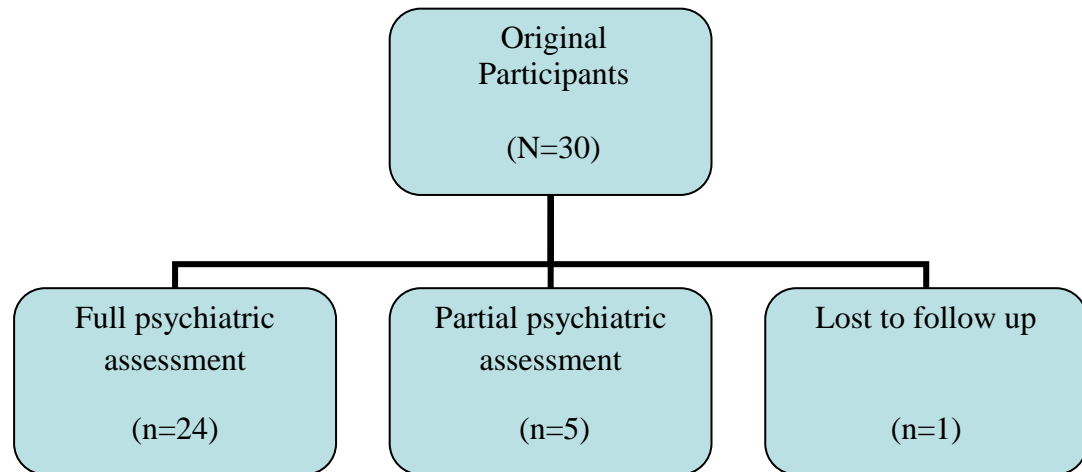 Original
Participants
(N=30)
Full psychiatric
assessment
(n=24)
Partial psychiatric
assessment
(n=5)
Lost to follow up
(n=1)